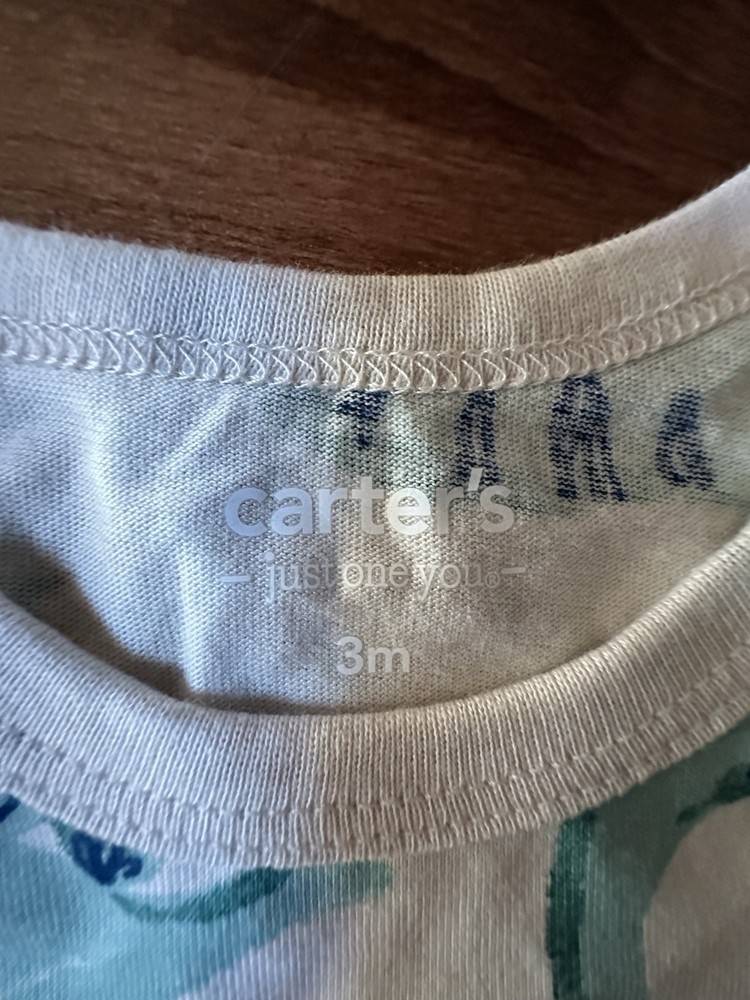 carter's
– just one you® –
3m